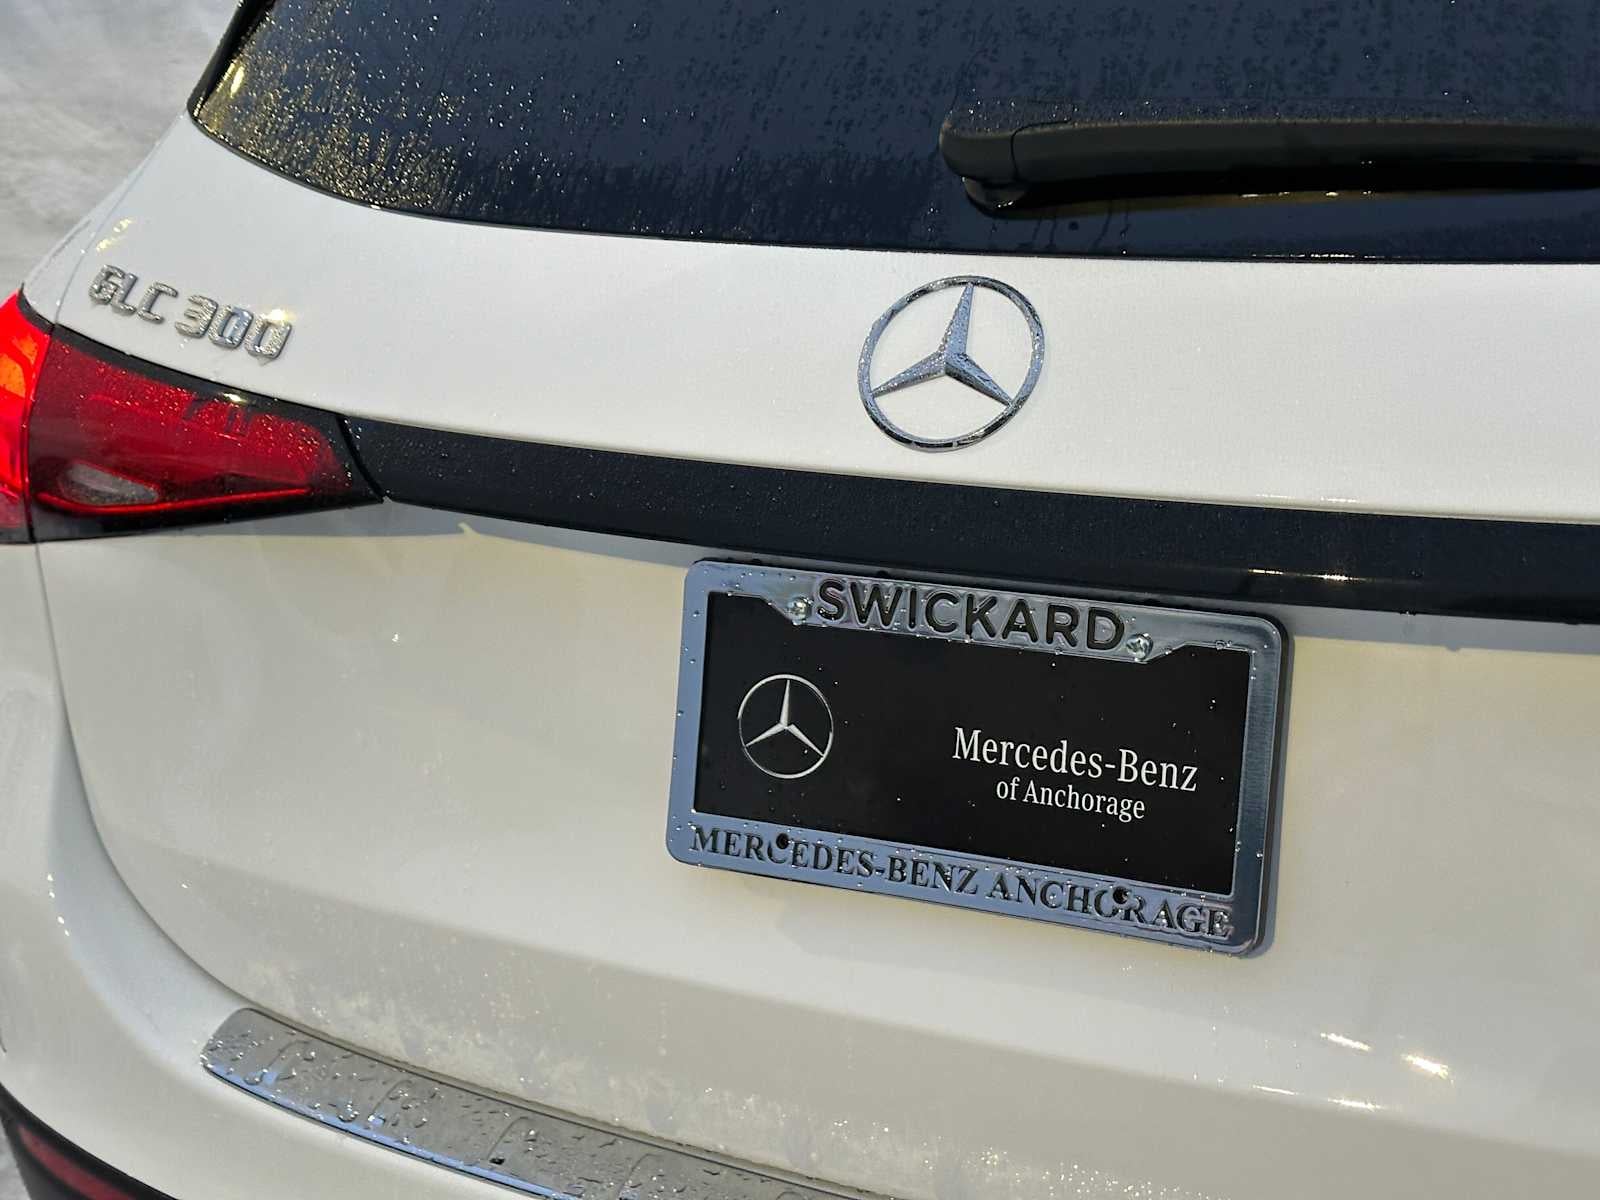 GLC 300
SWICKARD
Mercedes-Benz
of Anchorage
MERCEDES-BENZ ANCHORAGE